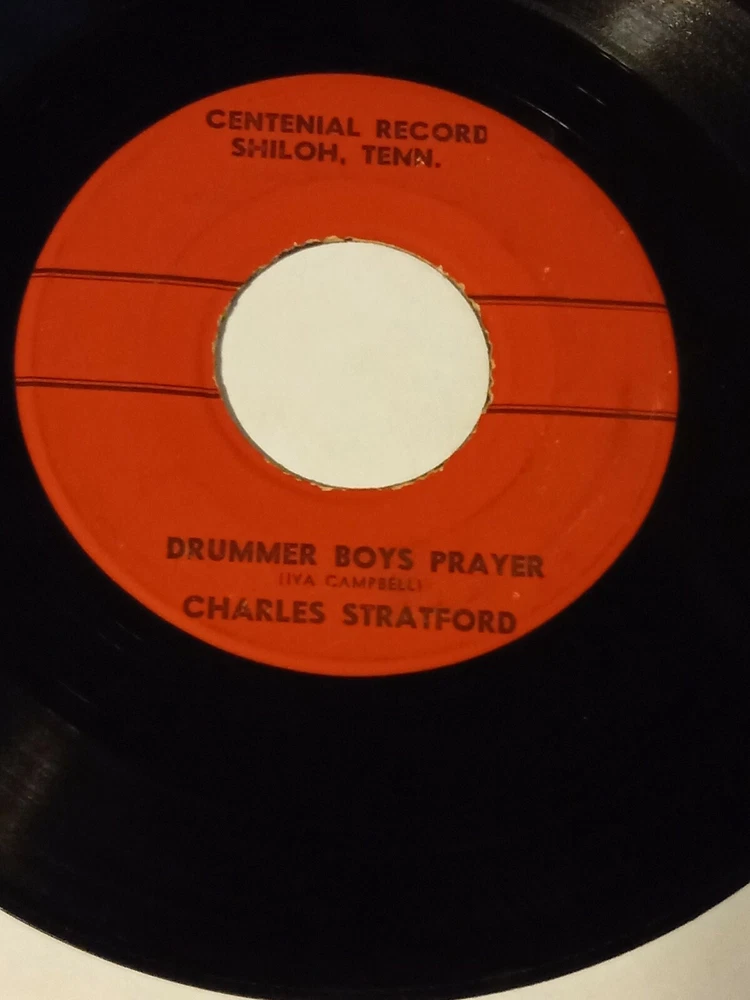 CENTENIAL RECORD
SHILOH, TENN.
DRUMMER BOYS PRAYER
(IVA CAMPBELL)
CHARLES STRATFORD